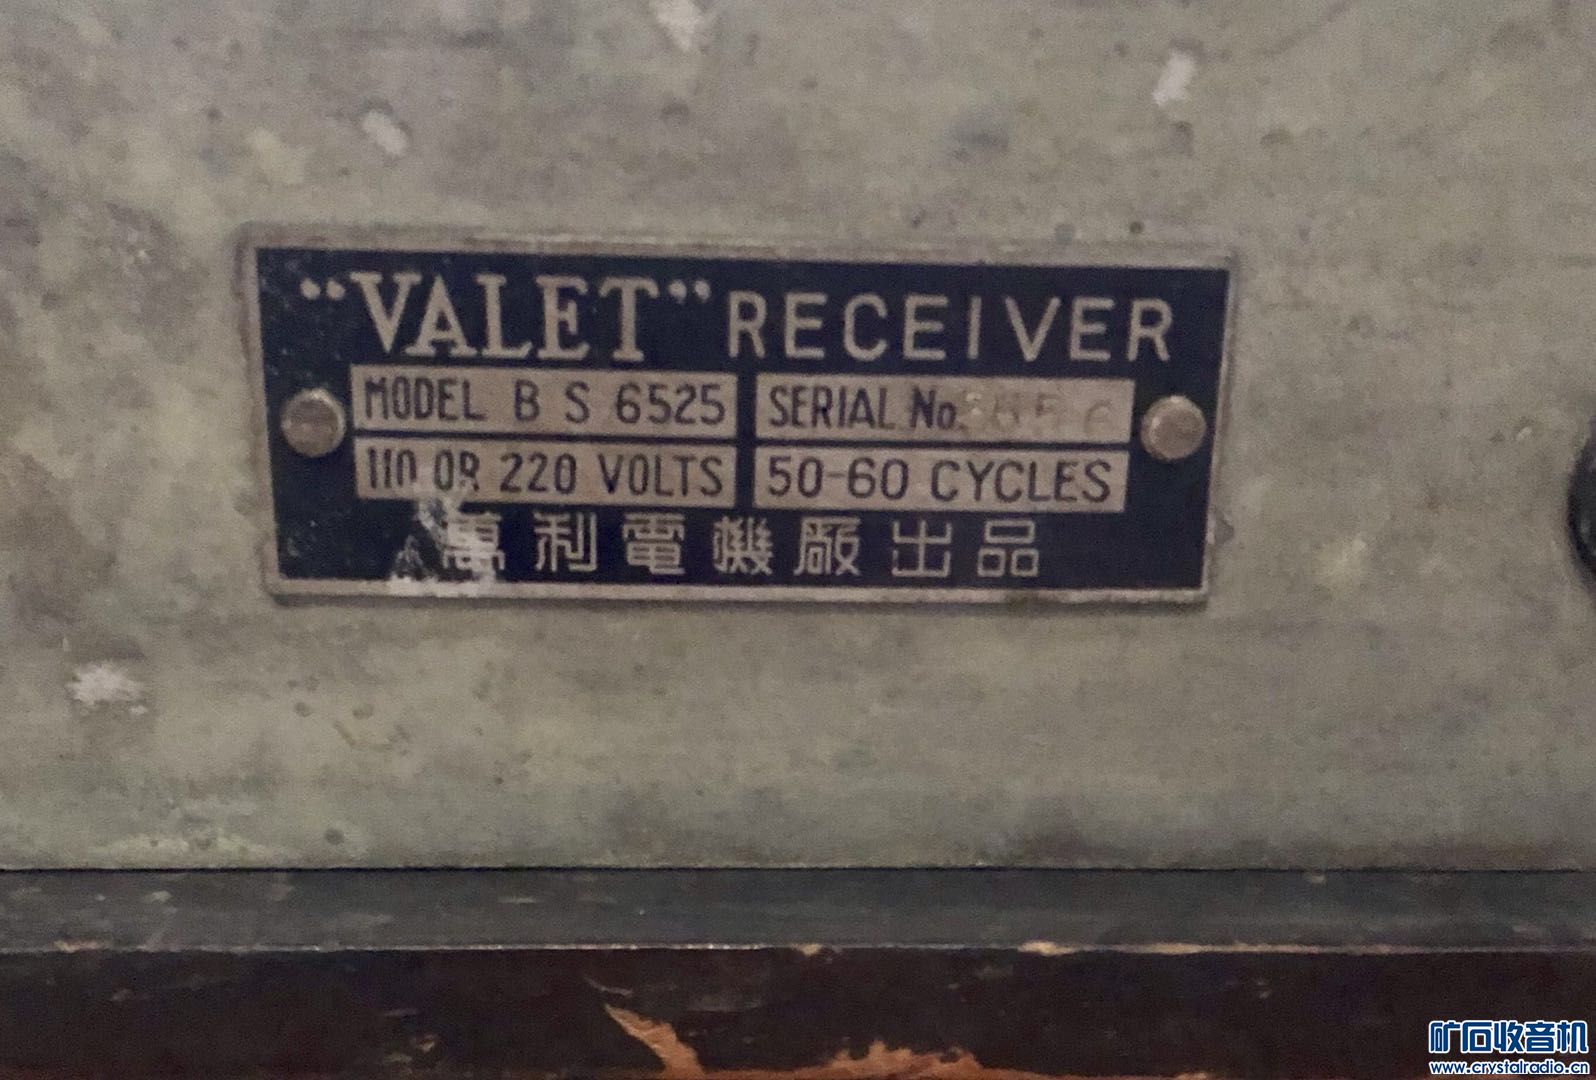 "VALET" RECEIVER
MODEL B S 6525
SERIAL No.
110 OR 220 VOLTS
50-60 CYCLES
萬利電機廠出品
矿石收音机
www.crystalradio.cn